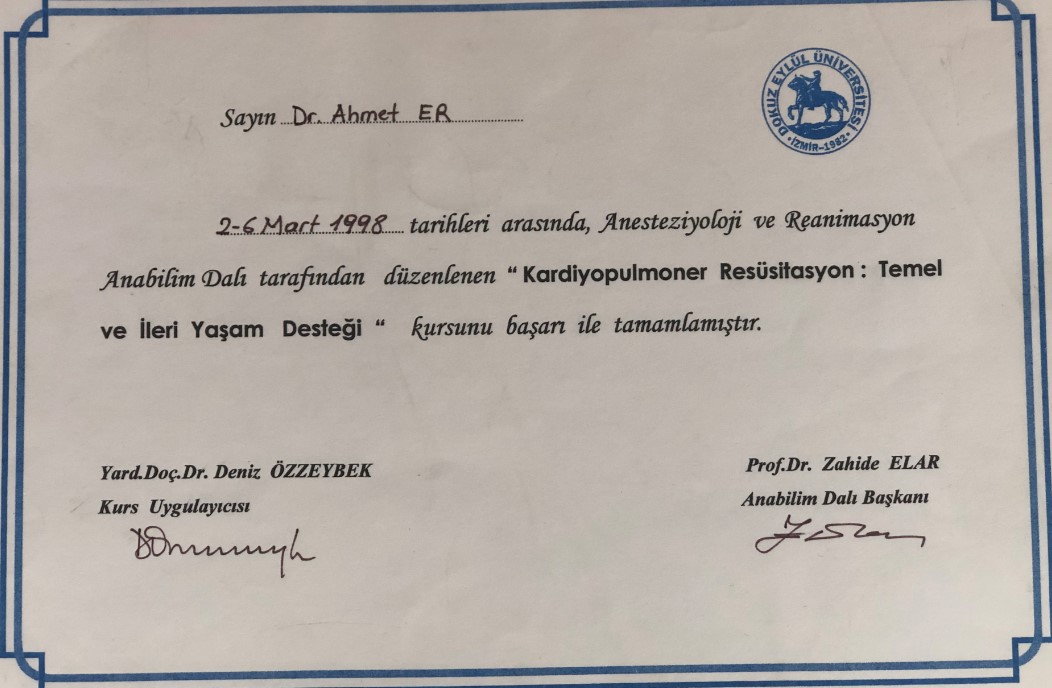 DOKUZ EYLÜL ÜNİVERSİTESİ
•İZMİR–1982•
Sayın Dr. Ahmet ER
2-6 Mart 1998 tarihleri arasında, Anesteziyoloji ve Reanimasyon
Anabilim Dalı tarafından düzenlenen “ Kardiyopulmoner Resüsitasyon : Temel
ve İleri Yaşam Desteği “ kursunu başarı ile tamamlamıştır.
Yard.Doç.Dr. Deniz ÖZZEYBEK
Kurs Uygulayıcısı
Prof.Dr. Zahide ELAR
Anabilim Dalı Başkanı